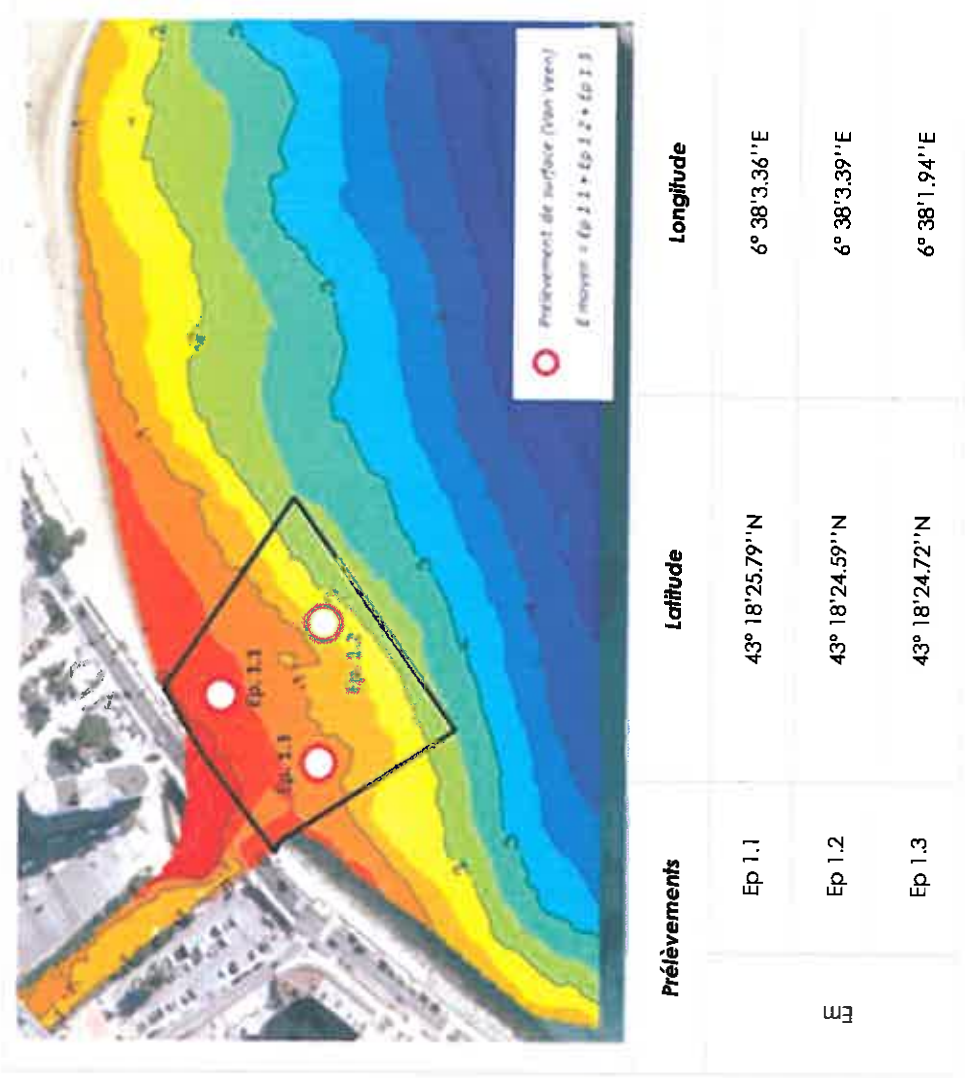 Prélèvement de surface (Van Veen)
E moyen = Ep 1.1 + Ep 1.2 + Ep 1.3
Ep. 1.1
Ep. 1.2
Ep. 1.3
Prélèvements Latitude Longitude
Em
Ep 1.1 43° 18'25.79''N 6° 38'3.36''E
Ep 1.2 43° 18'24.59''N 6° 38'3.39''E
Ep 1.3 43° 18'24.72''N 6° 38'1.94''E